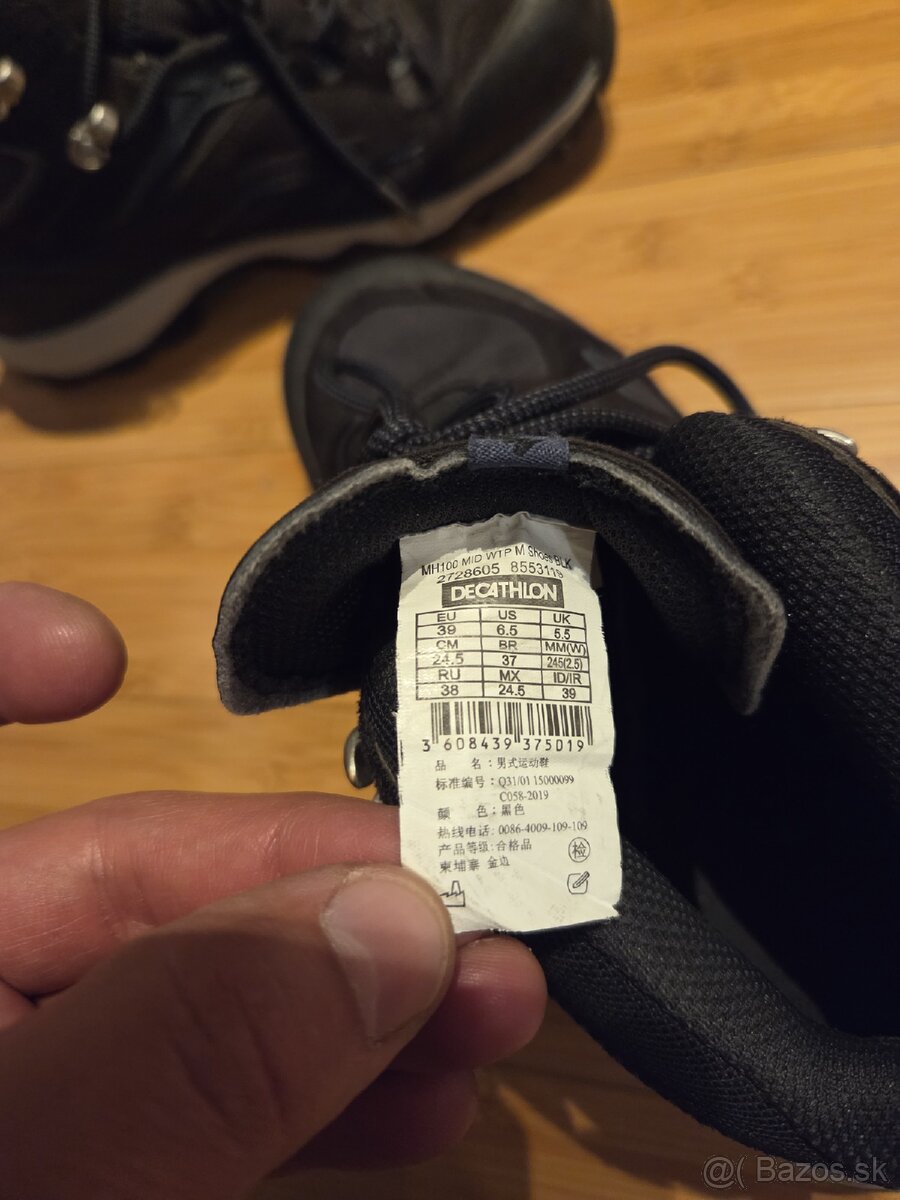 MH100 MID WTP M Shoes BLK
2728605 8553119
DECATHLON
EU US UK
39 6.5 5.5
CM BR MM(W)
24.5 37 245(2.5)
RU MX ID/IR
38 24.5 39
3 608439 375019
品 名：男式运动鞋
标准编号：Q31/01 15000099
C058-2019
颜 色：黑色
热线电话：0086-4009-109-109
产品等级：合格品
检
柬埔寨 金边
@( Bazos.sk